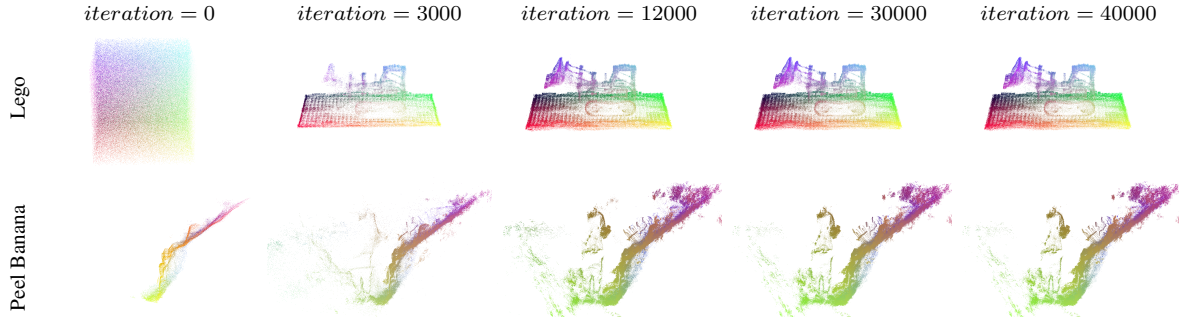 iteration = 0 iteration = 3000 iteration = 12000 iteration = 30000 iteration = 40000
Lego
Peel Banana